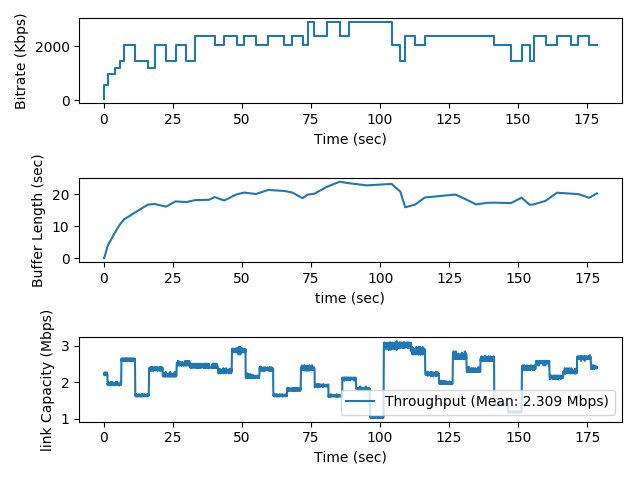 Bitrate (Kbps)
2000
0
0 25 50 75 100 125 150 175
Time (sec)
Buffer Length (sec)
20
10
0
0 25 50 75 100 125 150 175
time (sec)
link Capacity (Mbps)
3
2
1
Throughput (Mean: 2.309 Mbps)
0 25 50 75 100 125 150 175
Time (sec)